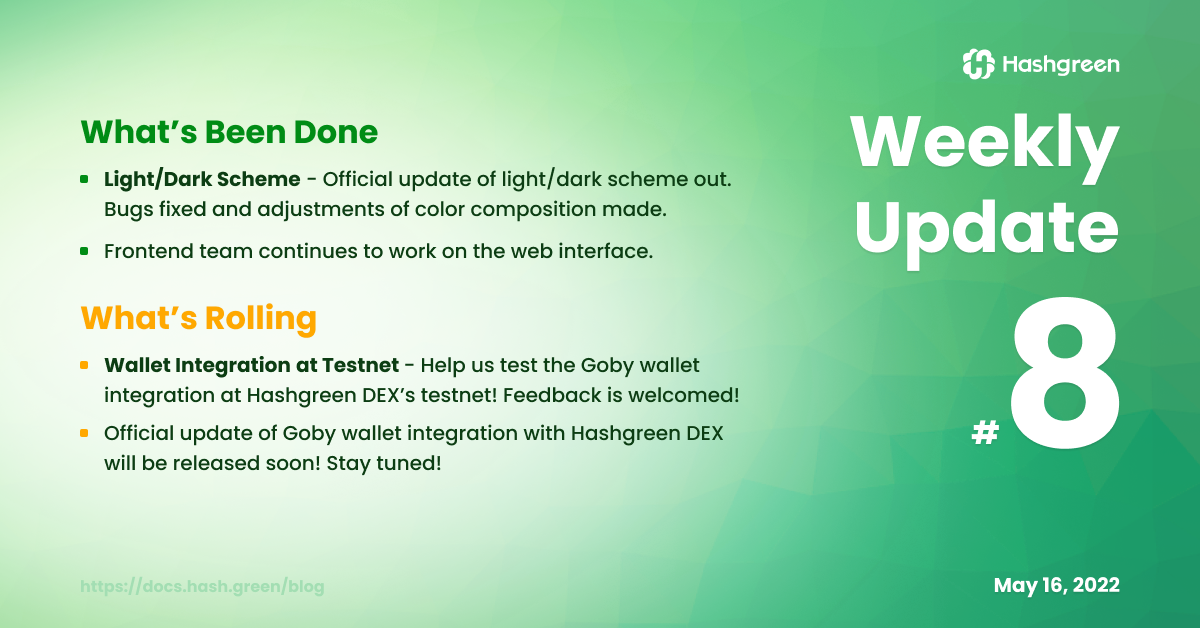 Hashgreen
Weekly
Update
#8
What's Been Done
Light/Dark Scheme - Official update of light/dark scheme out.
Bugs fixed and adjustments of color composition made.
Frontend team continues to work on the web interface.
What's Rolling
Wallet Integration at Testnet - Help us test the Goby wallet
integration at Hashgreen DEX's testnet! Feedback is welcomed!
Official update of Goby wallet integration with Hashgreen DEX
will be released soon! Stay tuned!
https://docs.hash.green/blog
May 16, 2022